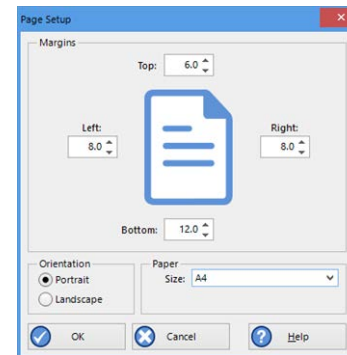 Page Setup
Margins
Top: 6.0
Left: Right:
8.0 8.0
Bottom: 12.0
Orientation Paper
Portrait Size: A4
Landscape
OK Cancel Help